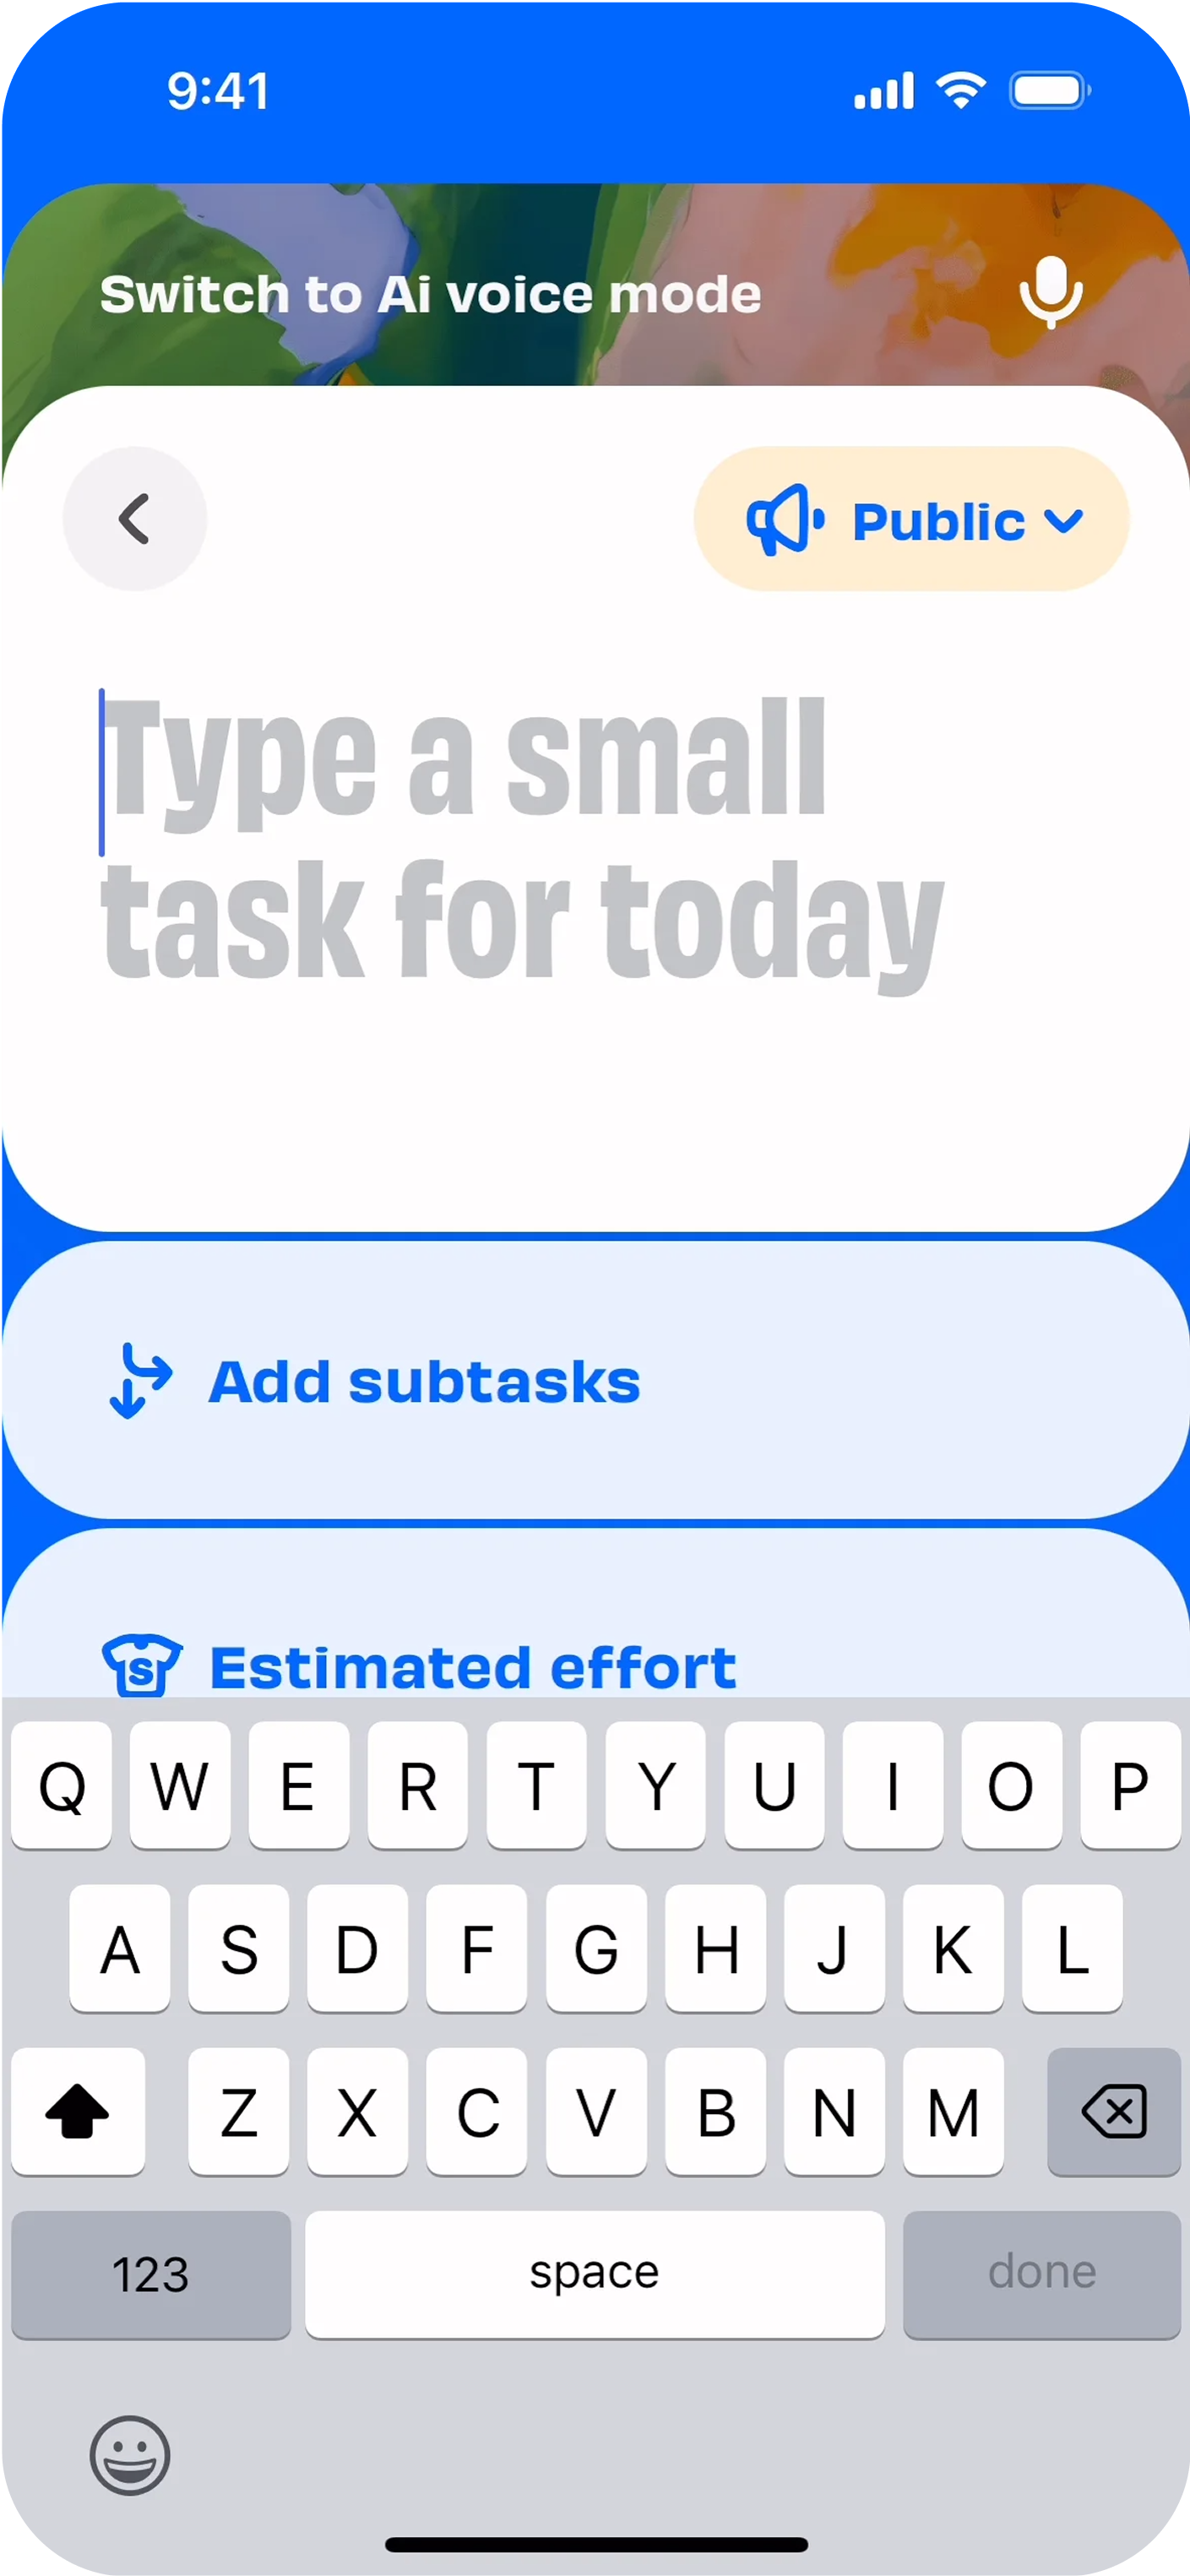 9:41
Switch to Ai voice mode
Public
Type a small
task for today
Add subtasks
S
Estimated effort
Q W E R T Y U I O P
A S D F G H J K L
Z X C V B N M
123 space done